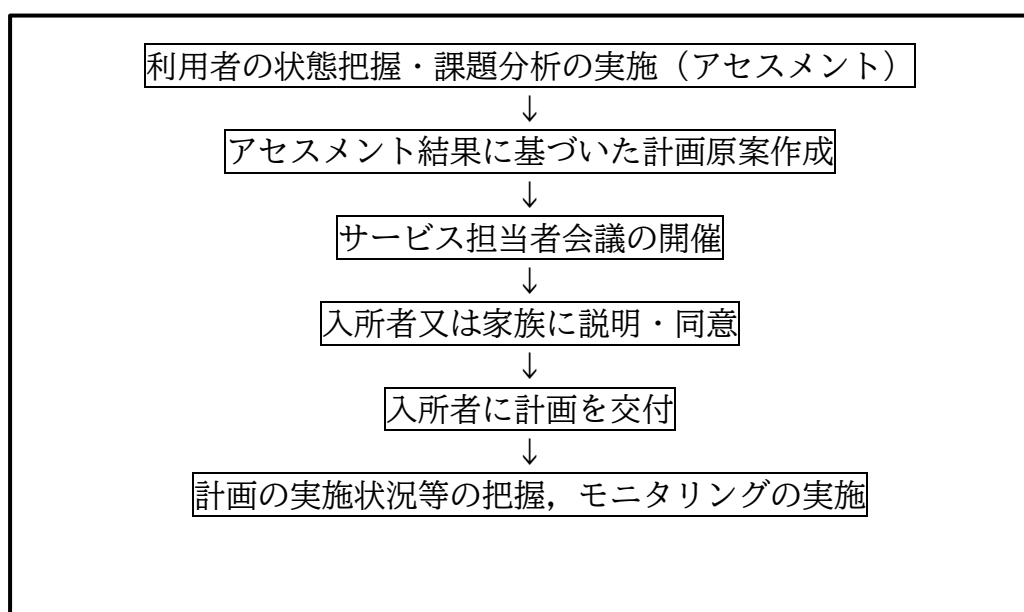 利用者の状態把握・課題分析の実施（アセスメント）
↓
アセスメント結果に基づいた計画原案作成
↓
サービス担当者会議の開催
↓
入所者又は家族に説明・同意
↓
入所者に計画を交付
↓
計画の実施状況等の把握，モニタリングの実施